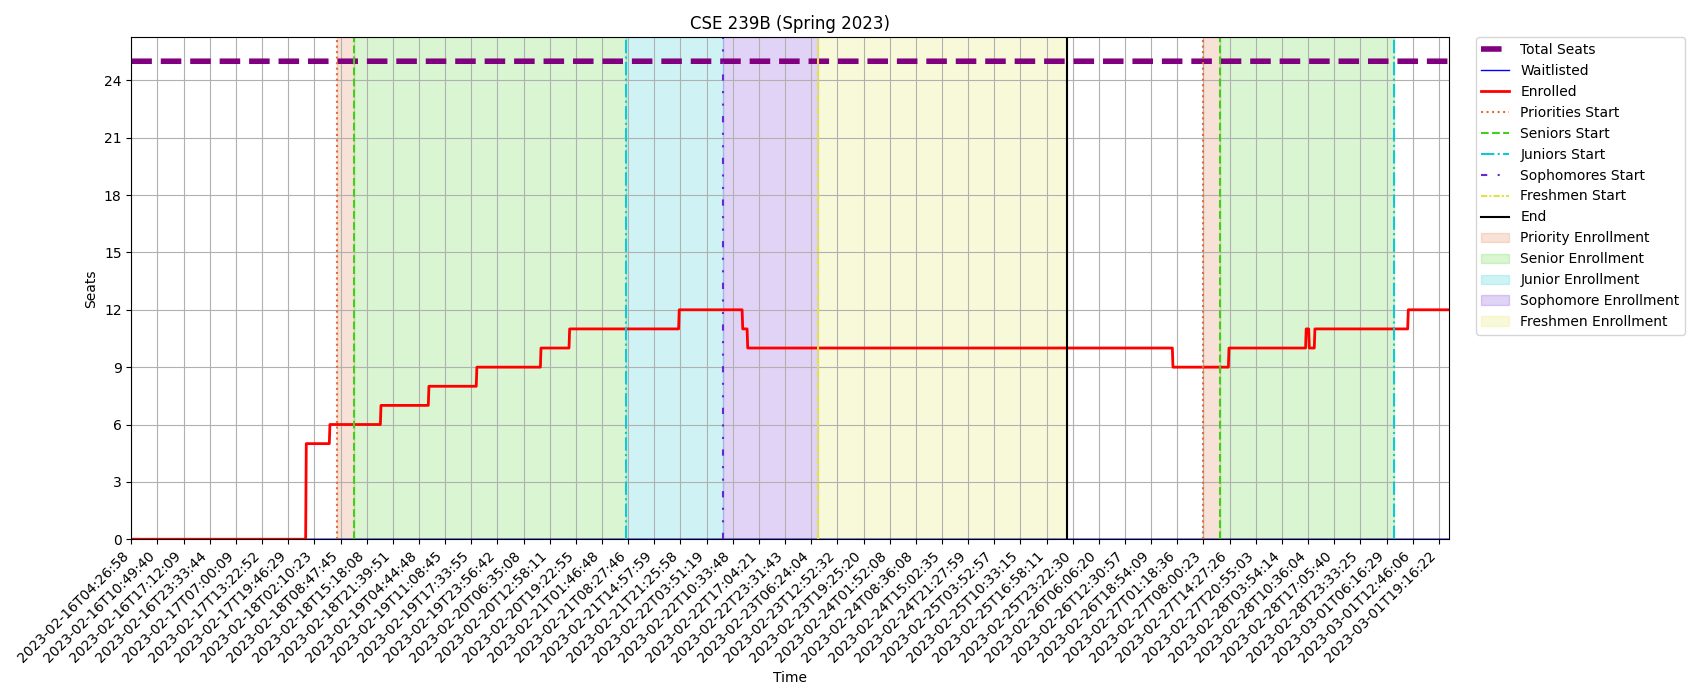 CSE 239B (Spring 2023)
Seats
24
21
18
15
12
9
6
3
0
2023-02-16T04:26:58
2023-02-16T10:49:40
2023-02-16T17:12:09
2023-02-16T23:33:44
2023-02-17T07:00:09
2023-02-17T13:22:52
2023-02-17T19:46:29
2023-02-18T02:10:23
2023-02-18T08:47:45
2023-02-18T15:18:08
2023-02-18T21:39:51
2023-02-19T04:44:48
2023-02-19T11:08:45
2023-02-19T17:33:55
2023-02-19T23:56:42
2023-02-20T06:35:08
2023-02-20T12:58:11
2023-02-20T19:22:55
2023-02-21T01:46:48
2023-02-21T08:27:46
2023-02-21T14:57:59
2023-02-21T21:25:58
2023-02-22T03:51:19
2023-02-22T10:33:48
2023-02-22T17:04:21
2023-02-22T23:31:43
2023-02-23T06:24:04
2023-02-23T12:52:32
2023-02-23T19:25:20
2023-02-24T01:52:08
2023-02-24T08:36:08
2023-02-24T15:02:35
2023-02-24T21:27:59
2023-02-25T03:52:57
2023-02-25T10:33:15
2023-02-25T16:58:11
2023-02-25T23:22:30
2023-02-26T06:06:20
2023-02-26T12:30:57
2023-02-26T18:54:09
2023-02-27T01:18:36
2023-02-27T08:00:23
2023-02-27T14:27:26
2023-02-27T20:55:03
2023-02-28T03:54:14
2023-02-28T10:36:04
2023-02-28T17:05:40
2023-02-28T23:33:25
2023-03-01T06:16:29
2023-03-01T12:46:06
2023-03-01T19:16:22
Time
Total Seats
Waitlisted
Enrolled
Priorities Start
Seniors Start
Juniors Start
Sophomores Start
Freshmen Start
End
Priority Enrollment
Senior Enrollment
Junior Enrollment
Sophomore Enrollment
Freshmen Enrollment